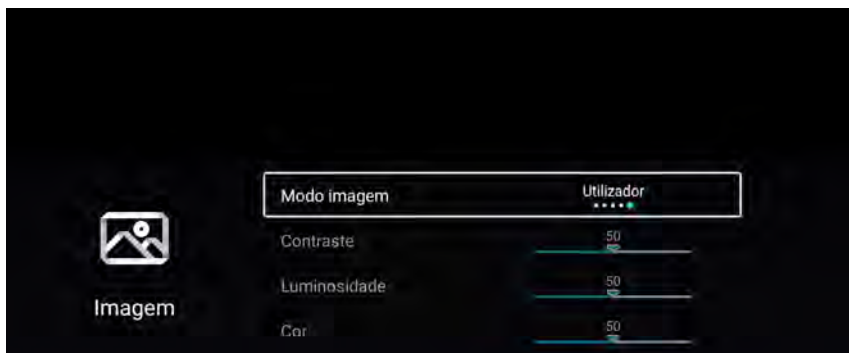 Modo imagem
Utilizador
Contraste
50
Luminosidade
50
Imagem
Cor
50